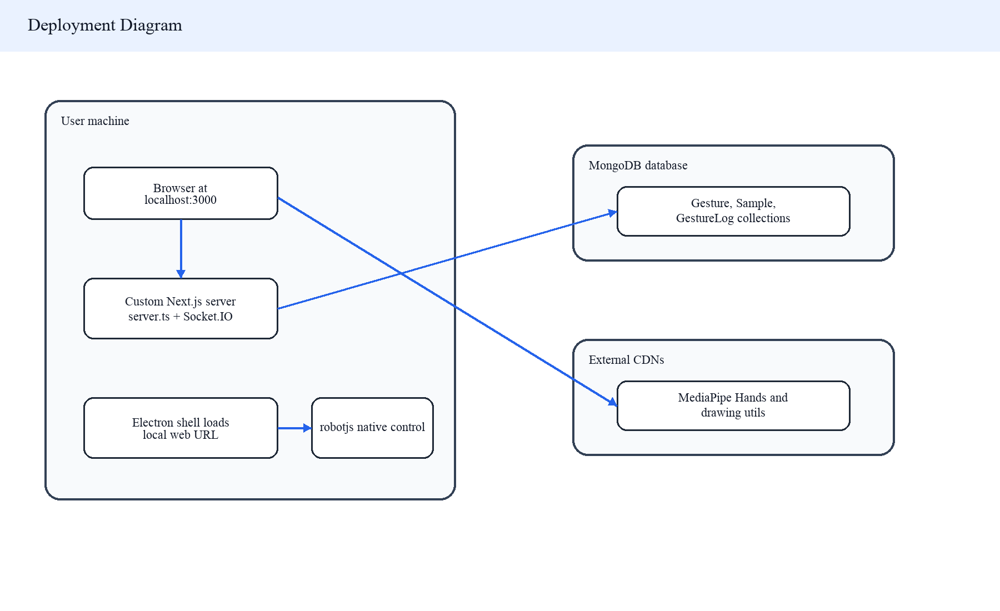 Deployment Diagram
User machine
Browser at
localhost:3000
Custom Next.js server
server.ts + Socket.IO
Electron shell loads
local web URL
robotjs native control
MongoDB database
Gesture, Sample,
GestureLog collections
External CDNs
MediaPipe Hands and
drawing utils